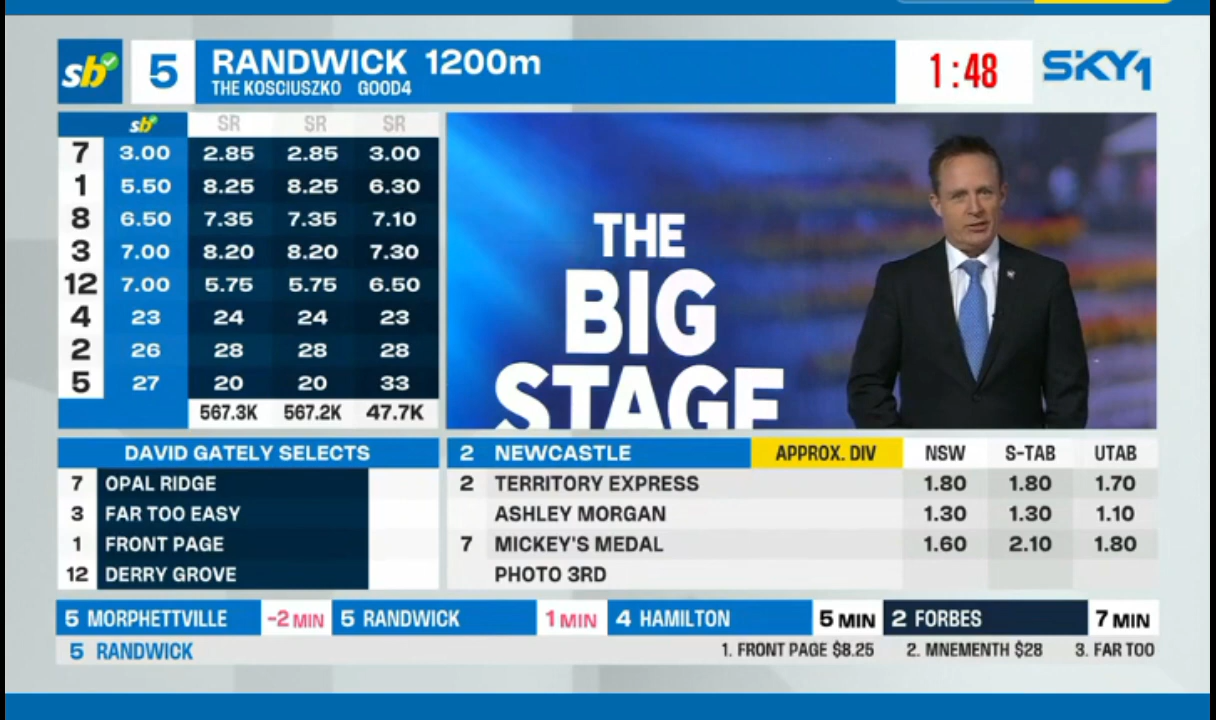 sb 5 RANDWICK 1200m 1:48 SKY1
THE KOSCIUSZKO GOOD4
sb SR SR SR
7 3.00 2.85 2.85 3.00
1 5.50 8.25 8.25 6.30
8 6.50 7.35 7.35 7.10
3 7.00 8.20 8.20 7.30
12 7.00 5.75 5.75 6.50
4 23 24 24 23
2 26 28 28 28
5 27 20 20 33
567.3K 567.2K 47.7K
THE
BIG
STAGE
DAVID GATELY SELECTS
7 OPAL RIDGE
3 FAR TOO EASY
1 FRONT PAGE
12 DERRY GROVE
2 NEWCASTLE APPROX. DIV NSW S-TAB UTAB
2 TERRITORY EXPRESS 1.80 1.80 1.70
ASHLEY MORGAN 1.30 1.30 1.10
7 MICKEY'S MEDAL 1.60 2.10 1.80
PHOTO 3RD
5 MORPHETTVILLE -2 MIN 5 RANDWICK 1 MIN 4 HAMILTON 5 MIN 2 FORBES 7 MIN
5 RANDWICK 1. FRONT PAGE $8.25 2. MNEMENTH $28 3. FAR TOO